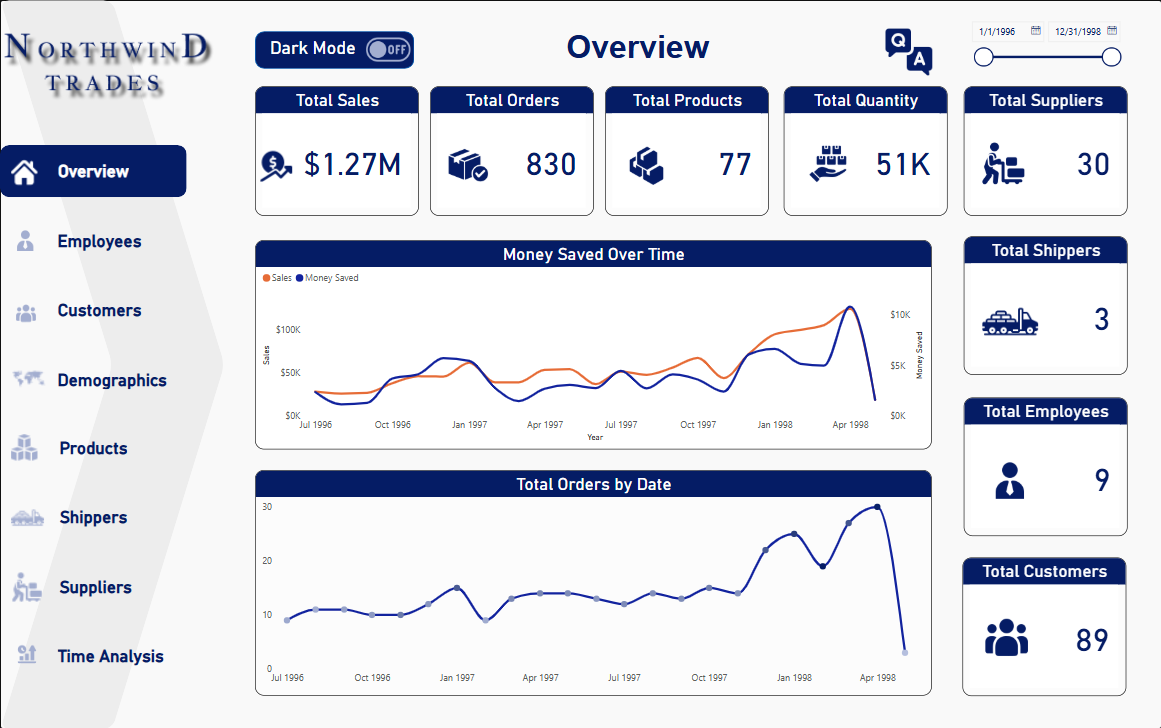 NORTHWIND
TRADES
Dark Mode OFF
Overview
Q
A
1/1/1996 12/31/1998
Total Sales
$1.27M
Total Orders
830
Total Products
77
Total Quantity
51K
Total Suppliers
30
Overview
Employees
Customers
Demographics
Products
Shippers
Suppliers
Time Analysis
Money Saved Over Time
Sales Money Saved
$100K
$50K
$0K
Sales
$10K
$5K
$0K
Money Saved
Jul 1996 Oct 1996 Jan 1997 Apr 1997 Jul 1997 Oct 1997 Jan 1998 Apr 1998
Year
Total Orders by Date
30
20
10
0
Jul 1996 Oct 1996 Jan 1997 Apr 1997 Jul 1997 Oct 1997 Jan 1998 Apr 1998
Total Shippers
3
Total Employees
9
Total Customers
89